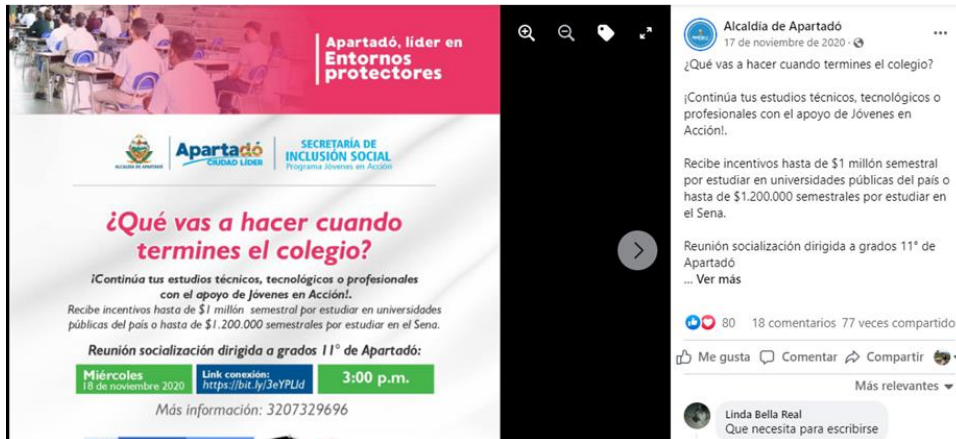 Apartadó, líder en
Entornos
protectores
ALCALDÍA DE APARTADÓ
Apartadó
CIUDAD LÍDER
SECRETARÍA DE
INCLUSIÓN SOCIAL
Programa Jóvenes en Acción
¿Qué vas a hacer cuando
termines el colegio?
¡Continúa tus estudios técnicos, tecnológicos o profesionales
con el apoyo de Jóvenes en Acción!.
Recibe incentivos hasta de $1 millón semestral por estudiar en universidades
públicas del país o hasta de $1.200.000 semestrales por estudiar en el Sena.
Reunión socialización dirigida a grados 11° de Apartadó:
Miércoles
18 de noviembre 2020
Link conexión:
https://bit.ly/3eYPLld
3:00 p.m.
Más información: 3207329696
Alcaldía de Apartadó
17 de noviembre de 2020 ·
¿Qué vas a hacer cuando termines el colegio?
¡Continúa tus estudios técnicos, tecnológicos o
profesionales con el apoyo de Jóvenes en
Acción!.
Recibe incentivos hasta de $1 millón semestral
por estudiar en universidades públicas del país o
hasta de $1.200.000 semestrales por estudiar en
el Sena.
Reunión socialización dirigida a grados 11° de
Apartadó
... Ver más
80 18 comentarios 77 veces compartido
Me gusta Comentar Compartir
Más relevantes
Linda Bella Real
Que necesita para escribirse